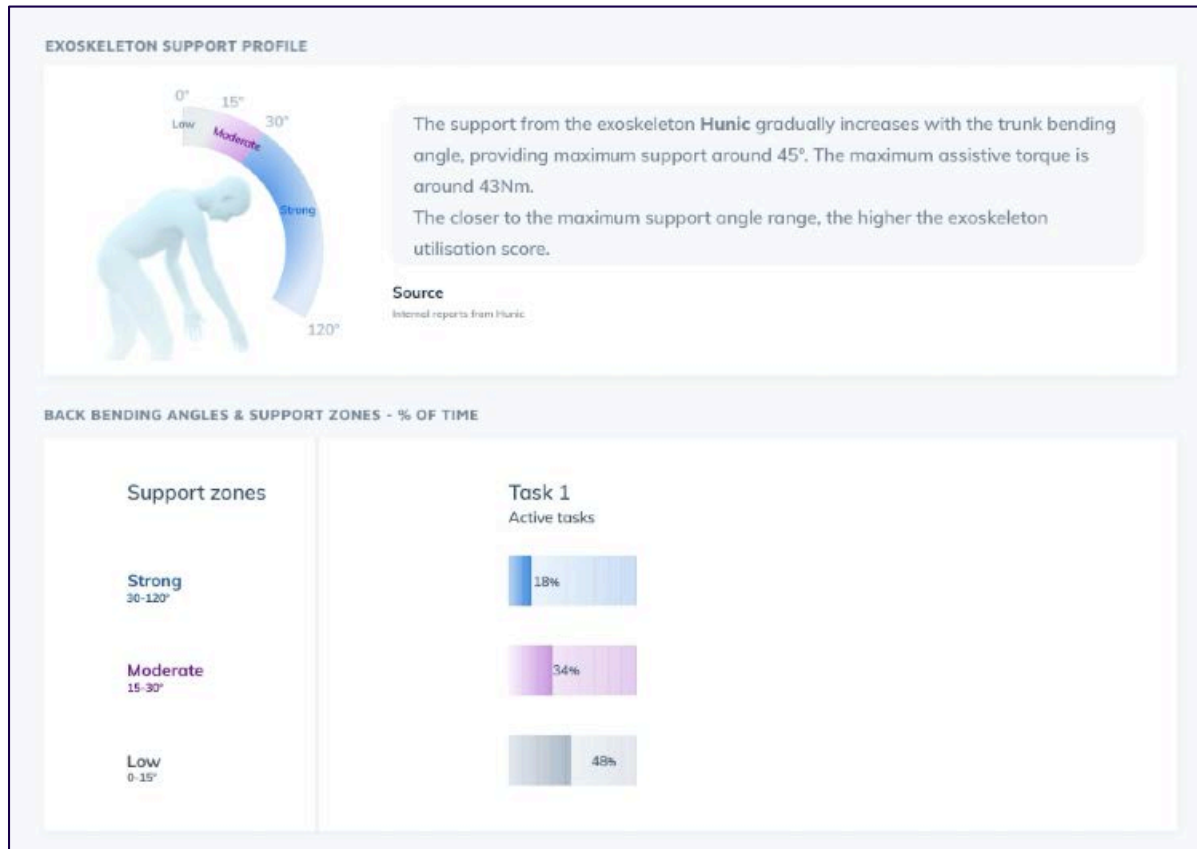 EXOSKELETON SUPPORT PROFILE
0°
15°
30°
Low
Moderate
Strong
120°
The support from the exoskeleton Hunic gradually increases with the trunk bending
angle, providing maximum support around 45°. The maximum assistive torque is
around 43Nm.
The closer to the maximum support angle range, the higher the exoskeleton
utilisation score.
Source
Internal reports from Hunic
BACK BENDING ANGLES & SUPPORT ZONES - % OF TIME
Support zones
Task 1
Active tasks
Strong
30-120°
18%
Moderate
15-30°
34%
Low
0-15°
48%